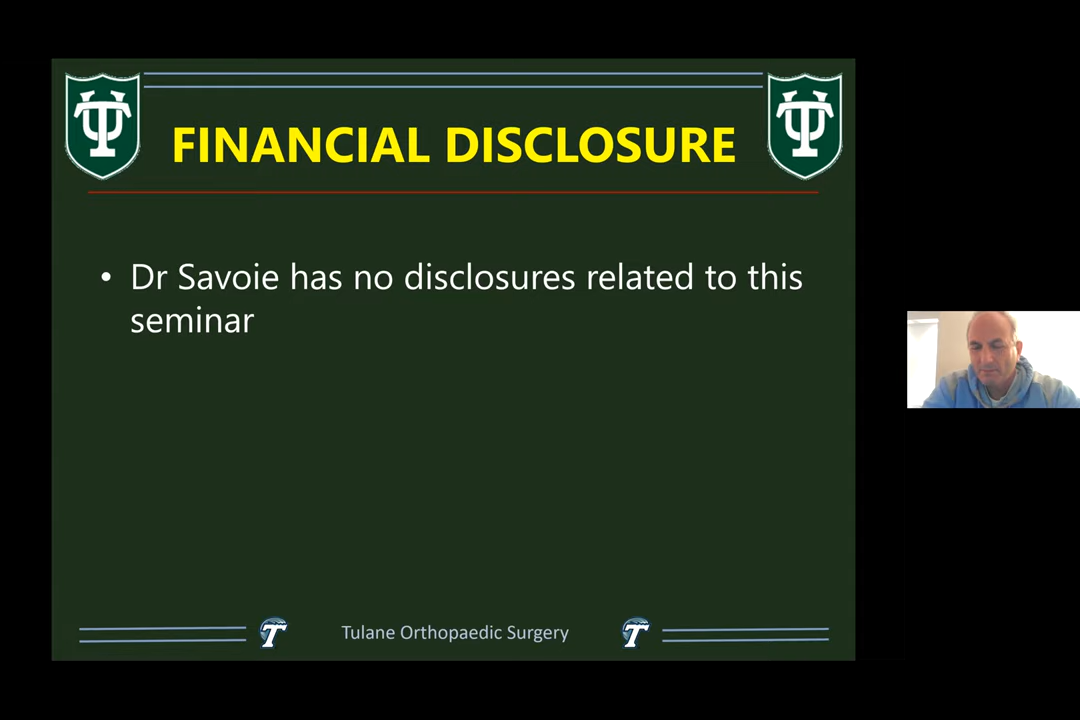 FINANCIAL DISCLOSURE
• Dr Savoie has no disclosures related to this
seminar
Tulane Orthopaedic Surgery